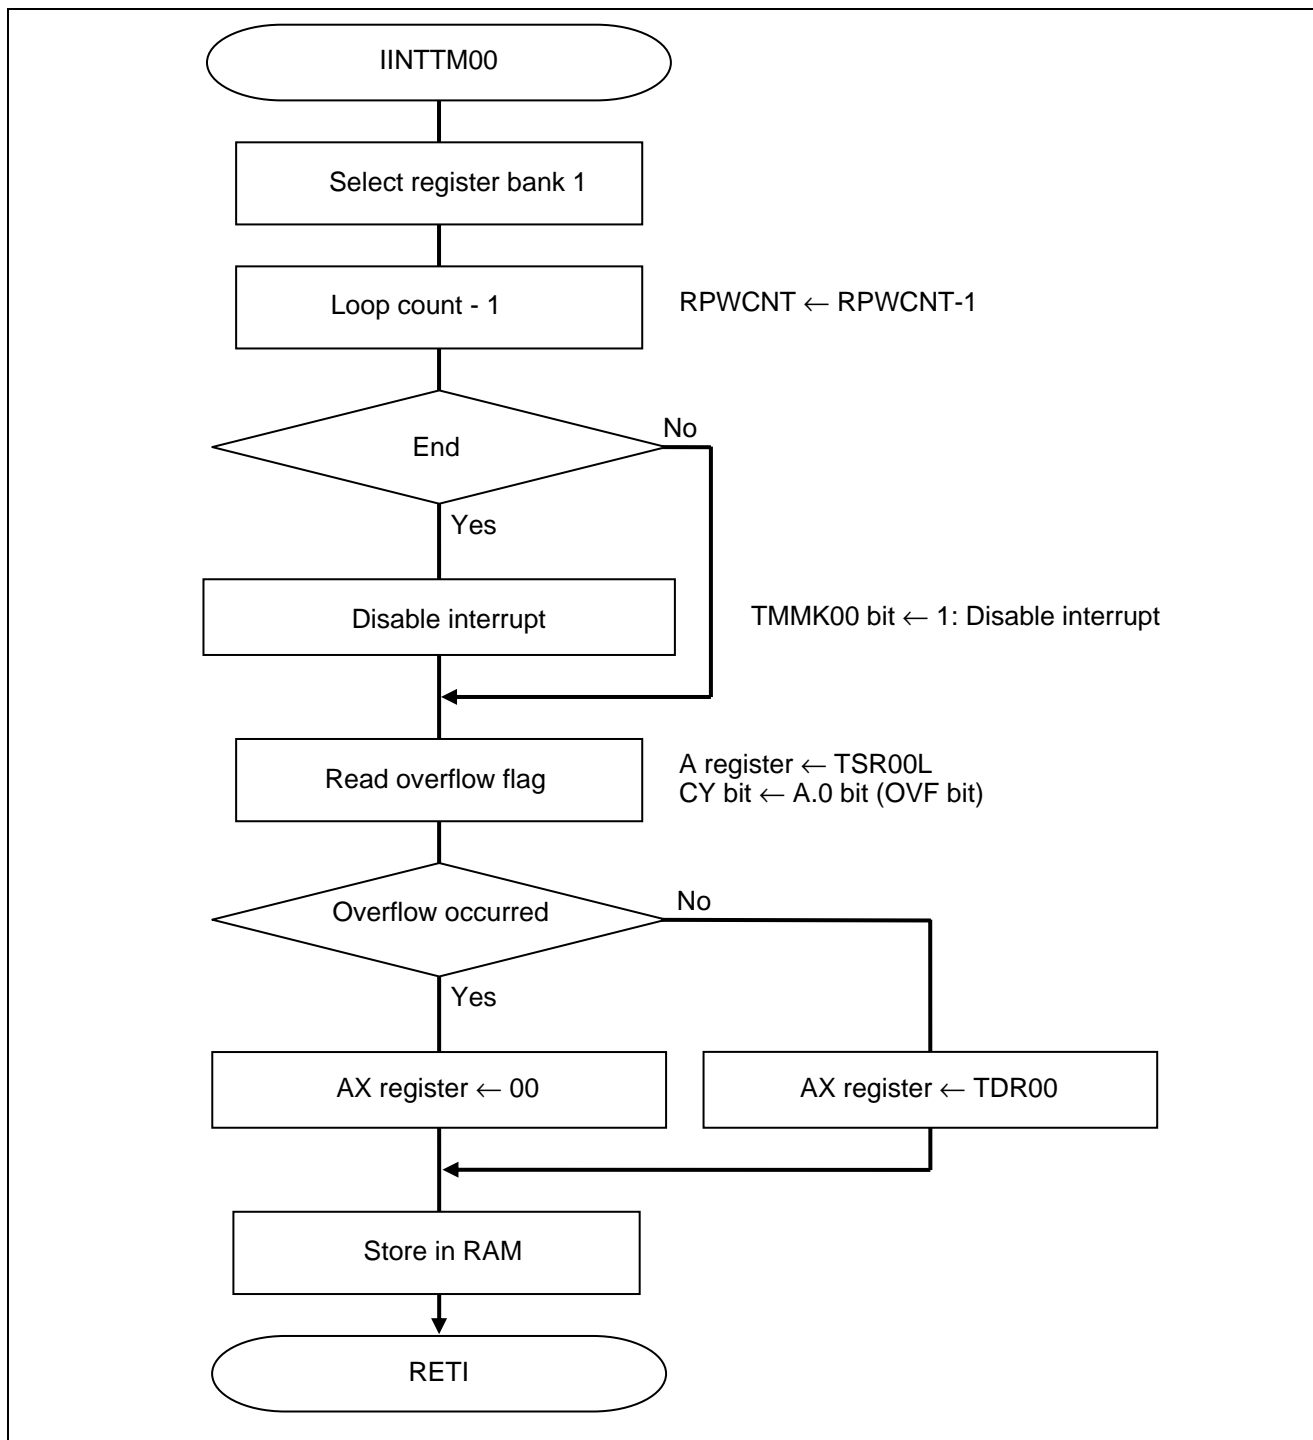 IINTTM00
Select register bank 1
Loop count - 1
RPWCNT ← RPWCNT-1
End
No
Yes
Disable interrupt
TMMK00 bit ← 1: Disable interrupt
Read overflow flag
A register ← TSR00L
CY bit ← A.0 bit (OVF bit)
Overflow occurred
No
Yes
AX register ← 00
AX register ← TDR00
Store in RAM
RETI